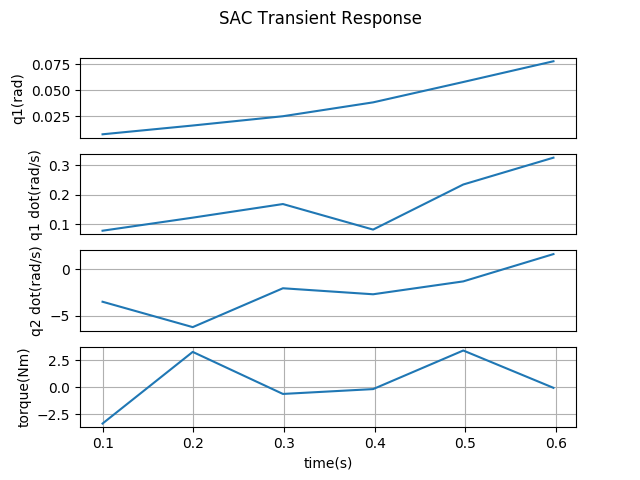 SAC Transient Response
0.075
0.050
0.025
q1(rad)
0.3
0.2
0.1
q1 dot(rad/s)
0
−5
q2 dot(rad/s)
2.5
0.0
−2.5
torque(Nm)
0.1 0.2 0.3 0.4 0.5 0.6
time(s)